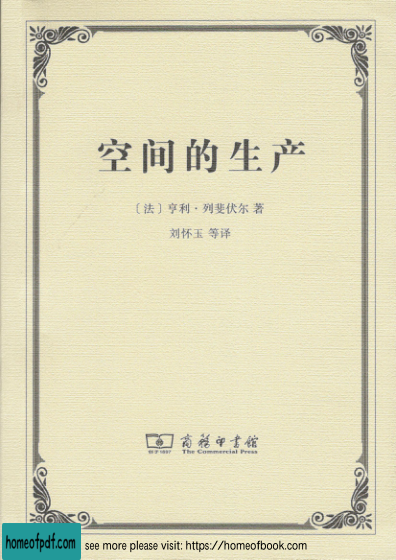 空间的生产
〔法〕亨利·列斐伏尔 著
刘怀玉 等译
商務印書館
The Commercial Press
homeofpdf.com
see more please visit: https://homeofbook.com